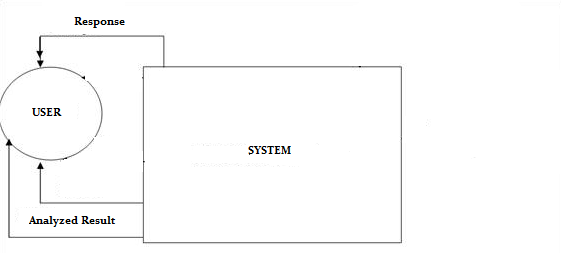 Response
USER
SYSTEM
Analyzed Result